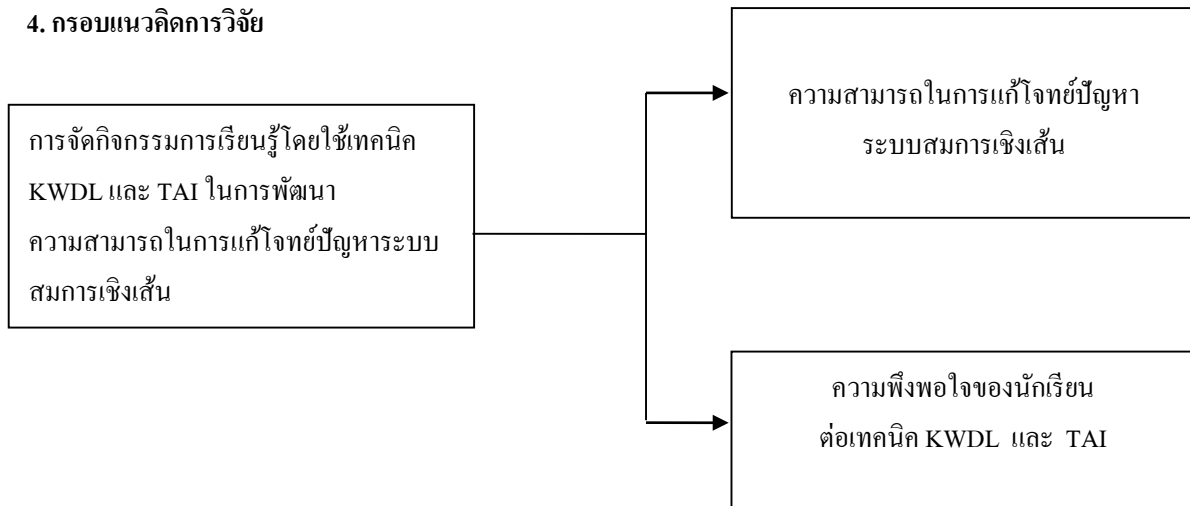 4. กรอบแนวคิดการวิจัย
การจัดกิจกรรมการเรียนรู้โดยใช้เทคนิค
KWDL และ TAI ในการพัฒนา
ความสามารถในการแก้โจทย์ปัญหาระบบ
สมการเชิงเส้น
ความสามารถในการแก้โจทย์ปัญหา
ระบบสมการเชิงเส้น
ความพึงพอใจของนักเรียน
ต่อเทคนิค KWDL และ TAI